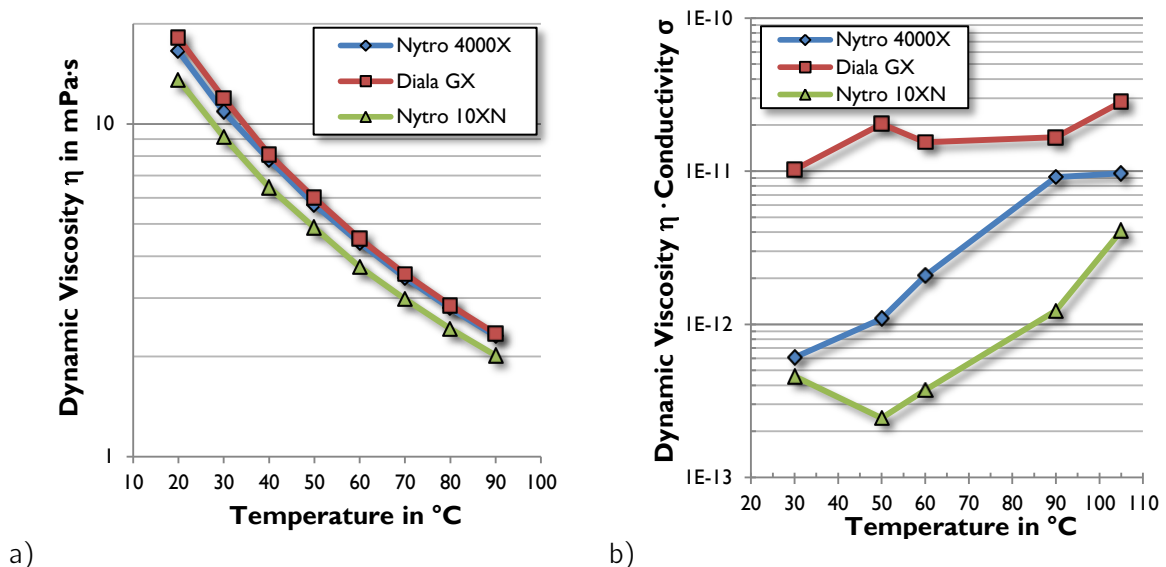 Dynamic Viscosity η in mPa·s
10
1
Nytro 4000X
Diala GX
Nytro 10XN
10 20 30 40 50 60 70 80 90 100
Temperature in °C
a)
Dynamic Viscosity η · Conductivity σ
1E-10
1E-11
1E-12
1E-13
Nytro 4000X
Diala GX
Nytro 10XN
20 30 40 50 60 70 80 90 100 110
Temperature in °C
b)